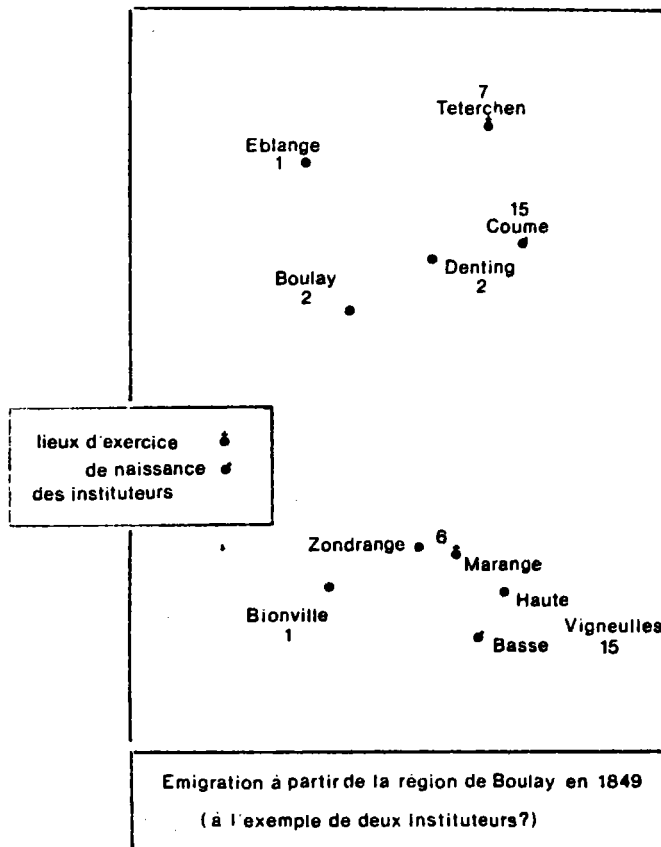 7
Teterchen
Eblange
1
15
Coume
Denting
2
Boulay
2
lieux d'exercice
de naissance
des instituteurs
Zondrange
6
Marange
Haute
Bionville
1
Vigneulles
15
Basse
Emigration à partir de la région de Boulay en 1849
(à l'exemple de deux instituteurs?)